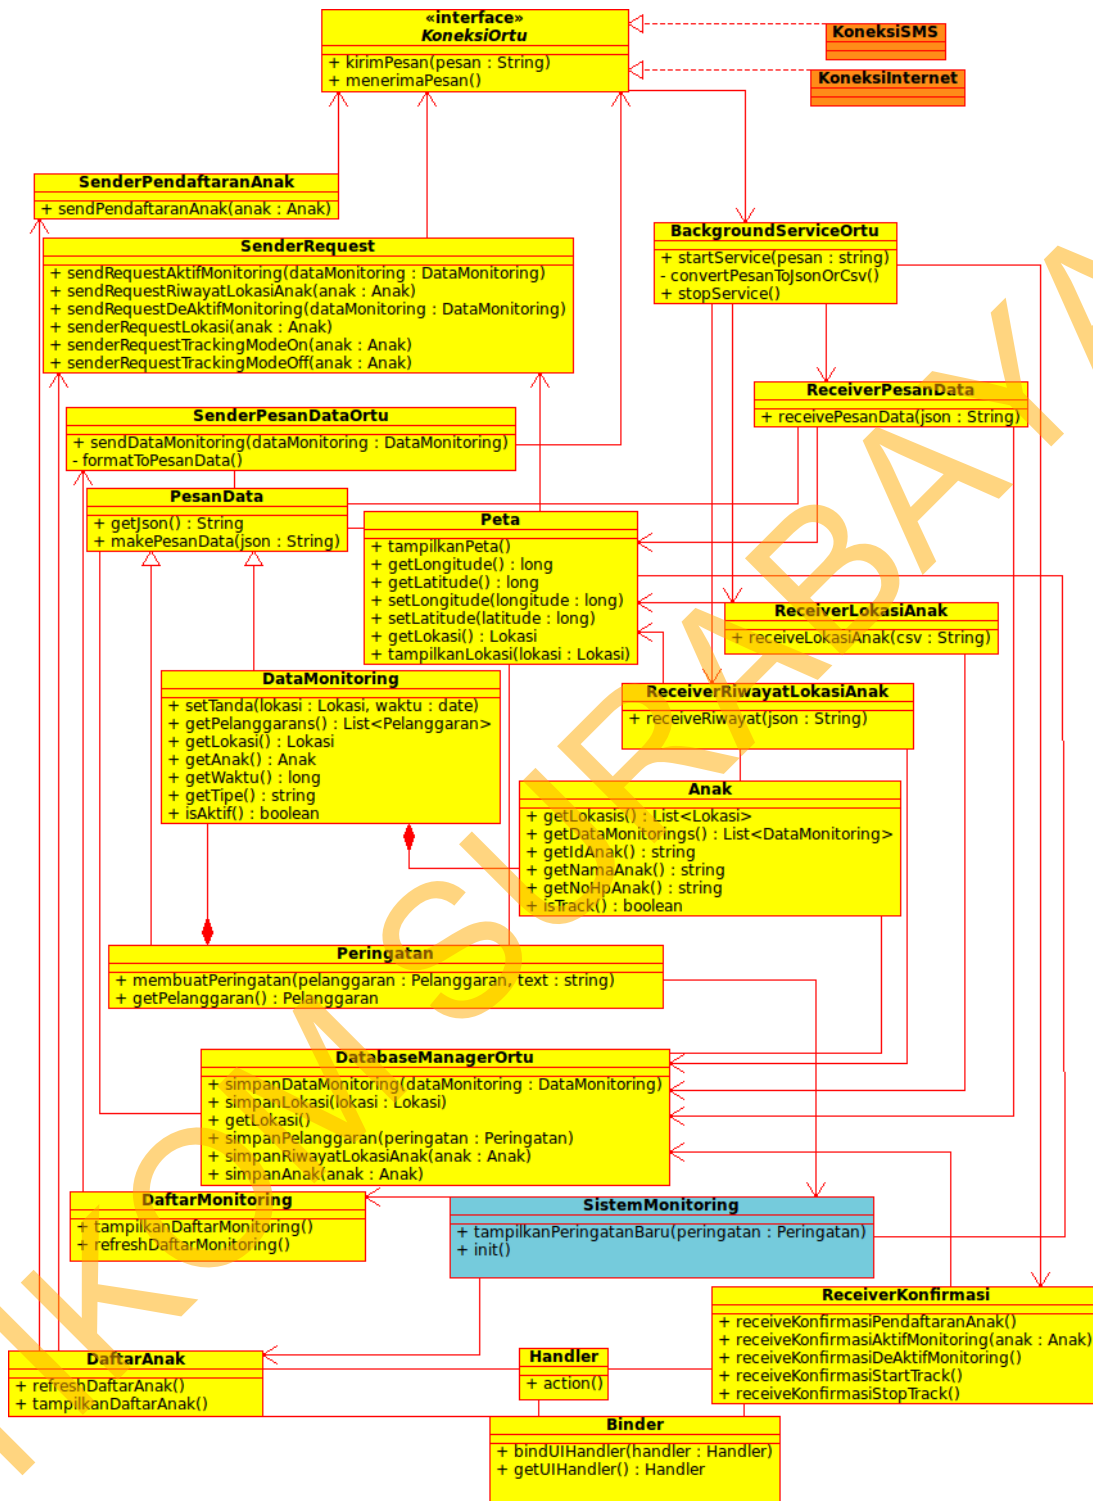 «interface»
KoneksiOrtu
+ kirimPesan(pesan : String)
+ menerimaPesan()
KoneksiSMS
KoneksiInternet
SenderPendaftaranAnak
+ sendPendaftaranAnak(anak : Anak)
SenderRequest
+ sendRequestAktifMonitoring(dataMonitoring : DataMonitoring)
+ sendRequestRiwayatLokasiAnak(anak : Anak)
+ sendRequestDeAktifMonitoring(dataMonitoring : DataMonitoring)
+ senderRequestLokasi(anak : Anak)
+ senderRequestTrackingModeOn(anak : Anak)
+ senderRequestTrackingModeOff(anak : Anak)
BackgroundServiceOrtu
+ startService(pesan : string)
- convertPesanToJsonOrCsv()
+ stopService()
ReceiverPesanData
+ receivePesanData(json : String)
SenderPesanDataOrtu
+ sendDataMonitoring(dataMonitoring : DataMonitoring)
- formatToPesanData()
PesanData
+ getJson() : String
+ makePesanData(json : String)
Peta
+ tampilkanPeta()
+ getLongitude() : long
+ getLatitude() : long
+ setLongitude(longitude : long)
+ setLatitude(latitude : long)
+ getLokasi() : Lokasi
+ tampilkanLokasi(lokasi : Lokasi)
ReceiverLokasiAnak
+ receiveLokasiAnak(csv : String)
ReceiverRiwayatLokasiAnak
+ receiveRiwayat(json : String)
DataMonitoring
+ setTanda(lokasi : Lokasi, waktu : date)
+ getPelanggarans() : List<Pelanggaran>
+ getLokasi() : Lokasi
+ getAnak() : Anak
+ getWaktu() : long
+ getTipe() : string
+ isAktif() : boolean
Anak
+ getLokasis() : List<Lokasi>
+ getDataMonitorings() : List<DataMonitoring>
+ getIdAnak() : string
+ getNamaAnak() : string
+ getNoHpAnak() : string
+ isTrack() : boolean
Peringatan
+ membuatPeringatan(pelanggaran : Pelanggaran, text : string)
+ getPelanggaran() : Pelanggaran
DatabaseManagerOrtu
+ simpanDataMonitoring(dataMonitoring : DataMonitoring)
+ simpanLokasi(lokasi : Lokasi)
+ getLokasi()
+ simpanPelanggaran(peringatan : Peringatan)
+ simpanRiwayatLokasiAnak(anak : Anak)
+ simpanAnak(anak : Anak)
DaftarMonitoring
+ tampilkanDaftarMonitoring()
+ refreshDaftarMonitoring()
SistemMonitoring
+ tampilkanPeringatanBaru(peringatan : Peringatan)
+ init()
ReceiverKonfirmasi
+ receiveKonfirmasiPendaftaranAnak()
+ receiveKonfirmasiAktifMonitoring(anak : Anak)
+ receiveKonfirmasiDeAktifMonitoring()
+ receiveKonfirmasiStartTrack()
+ receiveKonfirmasiStopTrack()
DaftarAnak
+ refreshDaftarAnak()
+ tampilkanDaftarAnak()
Handler
+ action()
Binder
+ bindUIHandler(handler : Handler)
+ getUIHandler() : Handler
IKOM SURABAYA